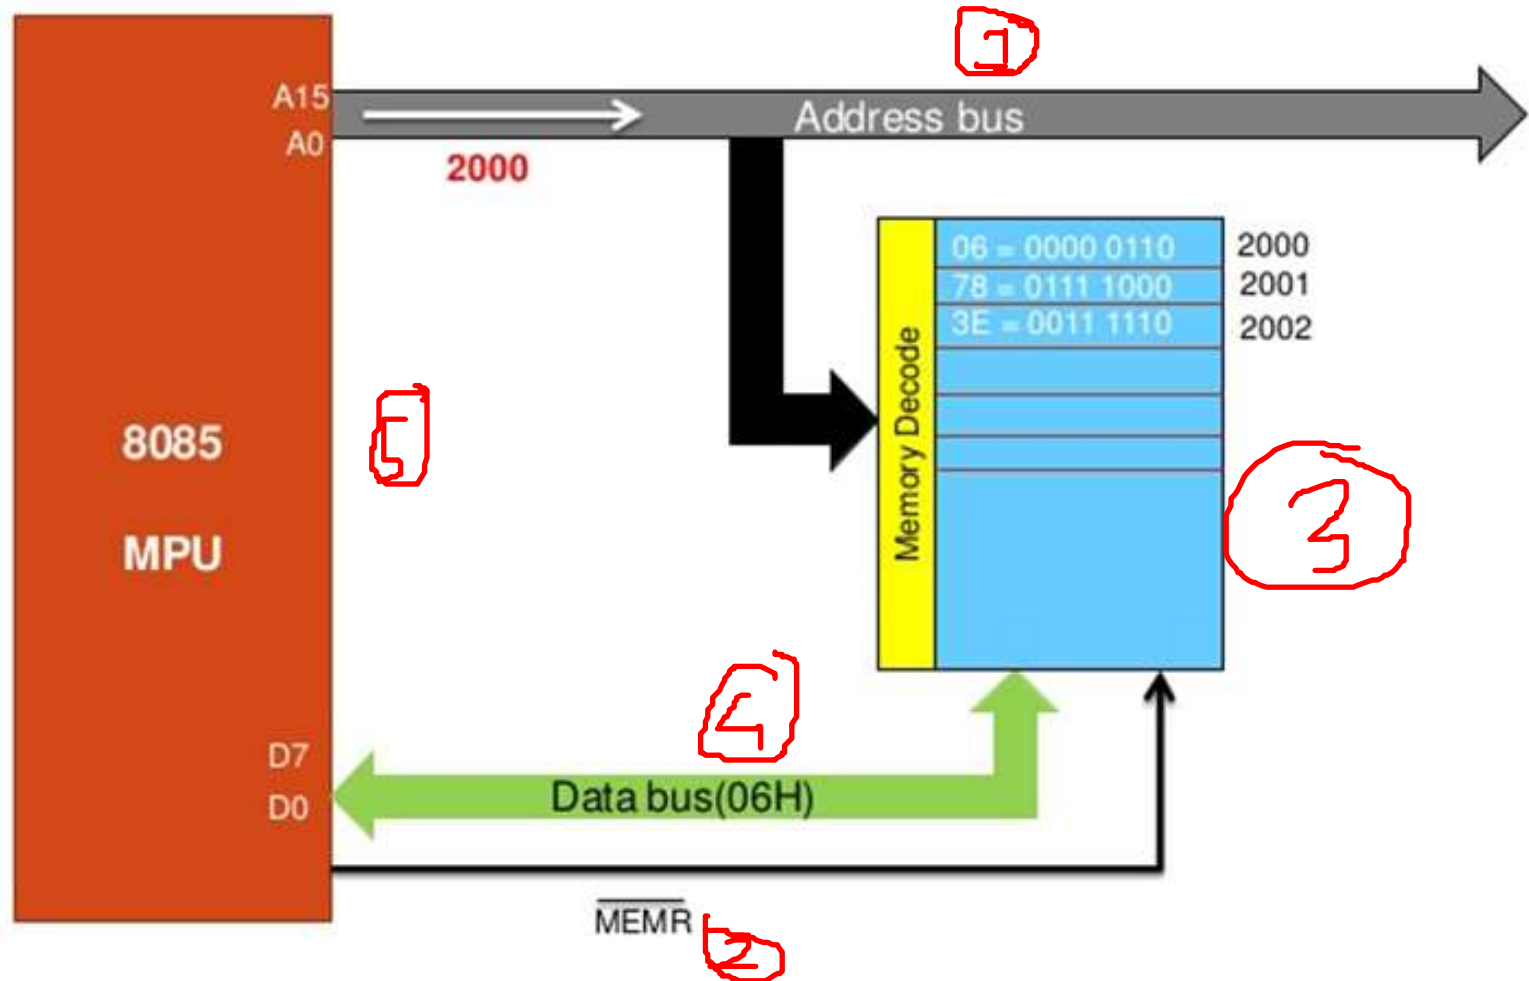 1
A15
Address bus
A0
2000
06 = 0000 0110 2000
78 = 0111 1000 2001
3E = 0011 1110 2002
Memory Decode
8085
5
MPU
3
4
D7
Data bus(06H)
D0
MEMR
2